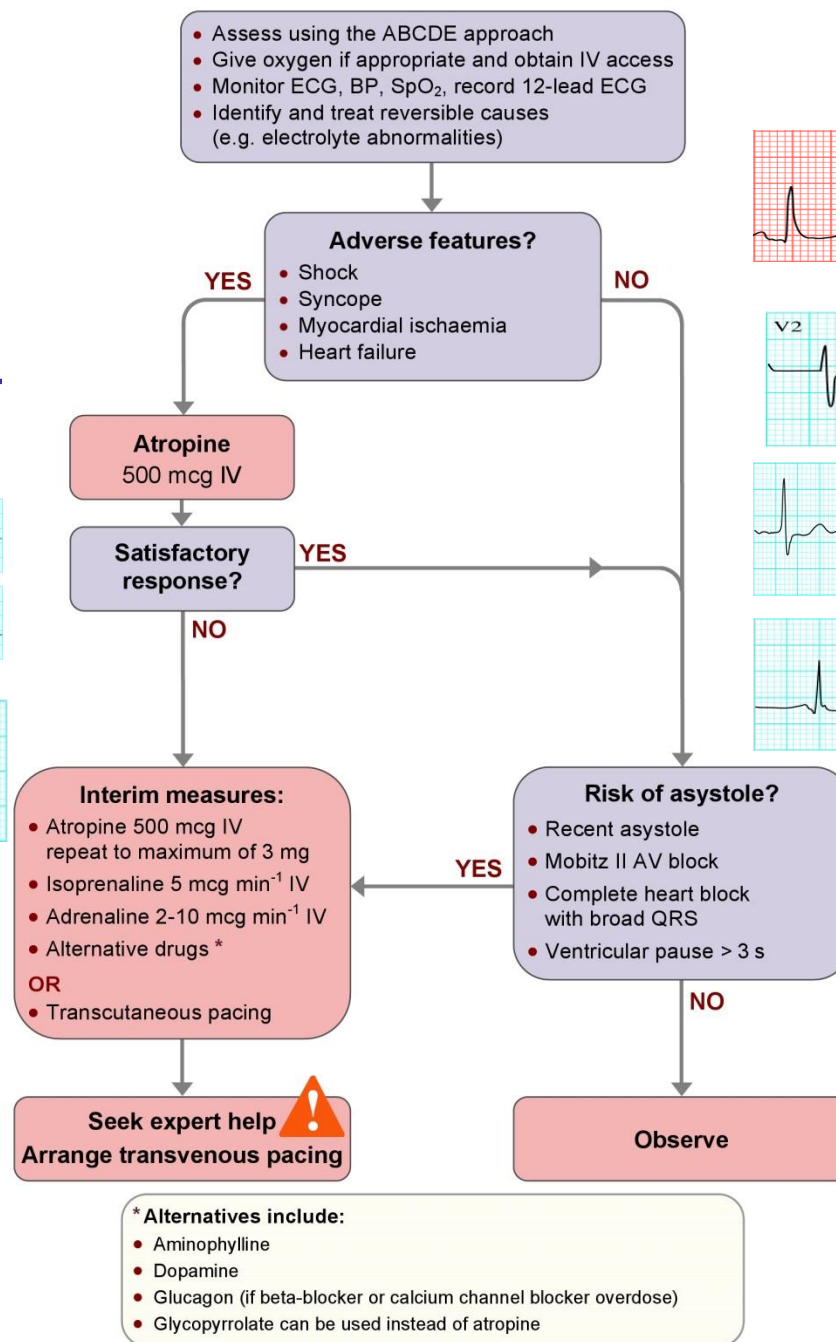 • Assess using the ABCDE approach
• Give oxygen if appropriate and obtain IV access
• Monitor ECG, BP, SpO₂, record 12-lead ECG
• Identify and treat reversible causes
(e.g. electrolyte abnormalities)
Adverse features?
YES
NO
• Shock
• Syncope
• Myocardial ischaemia
• Heart failure
V2
Atropine
500 mcg IV
Satisfactory
response?
YES
NO
Interim measures:
• Atropine 500 mcg IV
repeat to maximum of 3 mg
• Isoprenaline 5 mcg min⁻¹ IV
• Adrenaline 2-10 mcg min⁻¹ IV
• Alternative drugs *
OR
• Transcutaneous pacing
YES
Risk of asystole?
• Recent asystole
• Mobitz II AV block
• Complete heart block
with broad QRS
• Ventricular pause > 3 s
NO
Seek expert help
Arrange transvenous pacing
!
Observe
* Alternatives include:
• Aminophylline
• Dopamine
• Glucagon (if beta-blocker or calcium channel blocker overdose)
• Glycopyrrolate can be used instead of atropine